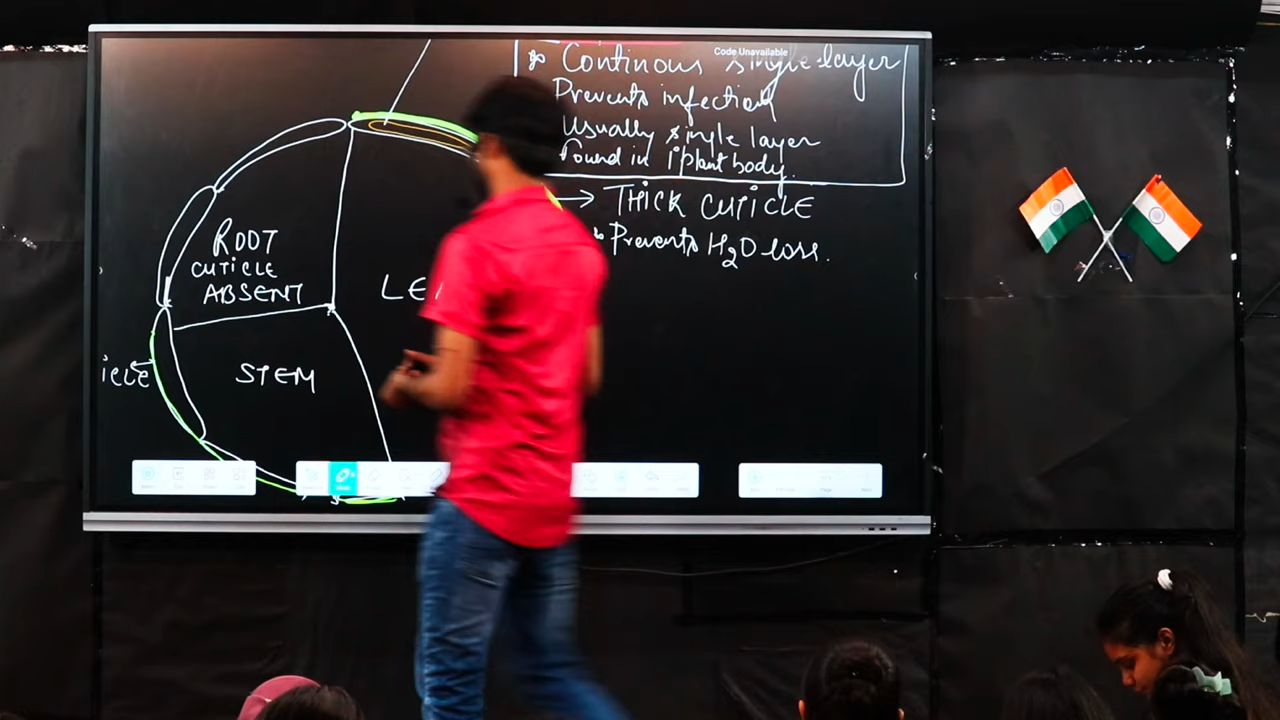 Code Unavailable
Continous single layer
Prevents infection
Usually single layer
found in plant body.
THICK CUTICLE
Prevents H2O loss.
ROOT
CUTICLE
ABSENT
LE
STEM